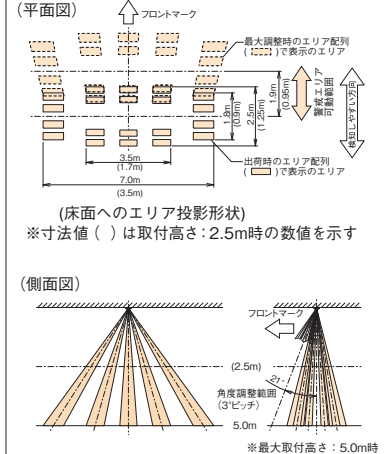 (平面図)
フロントマーク
最大調整時のエリア配列
( )で表示のエリア
1.9m
(0.95m)
警戒エリア
可動範囲
検知しやすい方向
1.8m
(0.9m)
2.5m
(1.25m)
3.5m
(1.7m)
7.0m
(3.5m)
出荷時のエリア配列
( )で表示のエリア
(床面へのエリア投影形状)
※寸法値 ( ) は取付高さ:2.5m時の数値を示す
(側面図)
フロントマーク
(2.5m)
21°
角度調整範囲
(3°ピッチ)
5.0m
※最大取付高さ:5.0m時